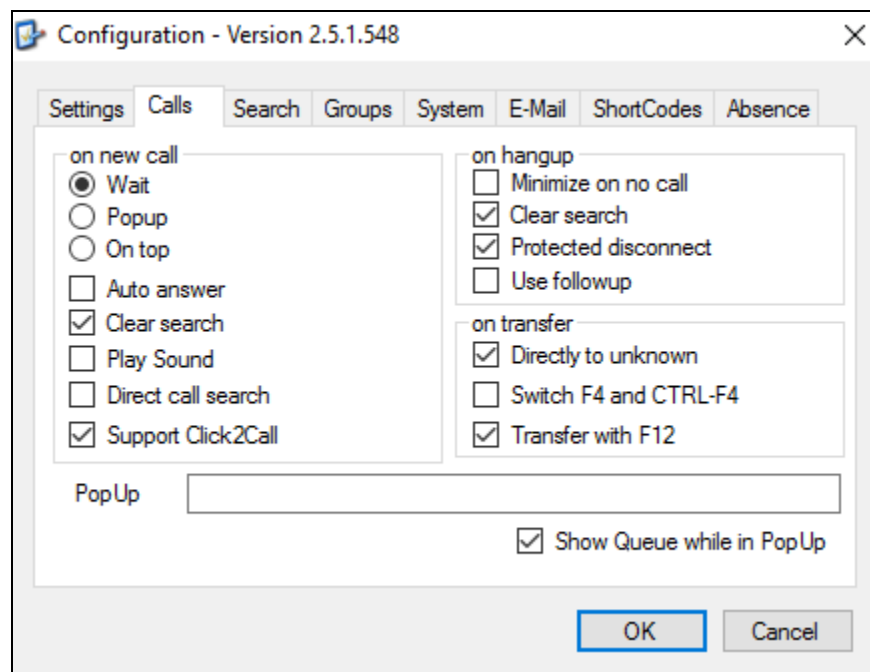 Configuration - Version 2.5.1.548
Settings Calls Search Groups System E-Mail ShortCodes Absence
on new call
Wait
Popup
On top
Auto answer
Clear search
Play Sound
Direct call search
Support Click2Call
on hangup
Minimize on no call
Clear search
Protected disconnect
Use followup
on transfer
Directly to unknown
Switch F4 and CTRL-F4
Transfer with F12
PopUp
Show Queue while in PopUp
OK Cancel